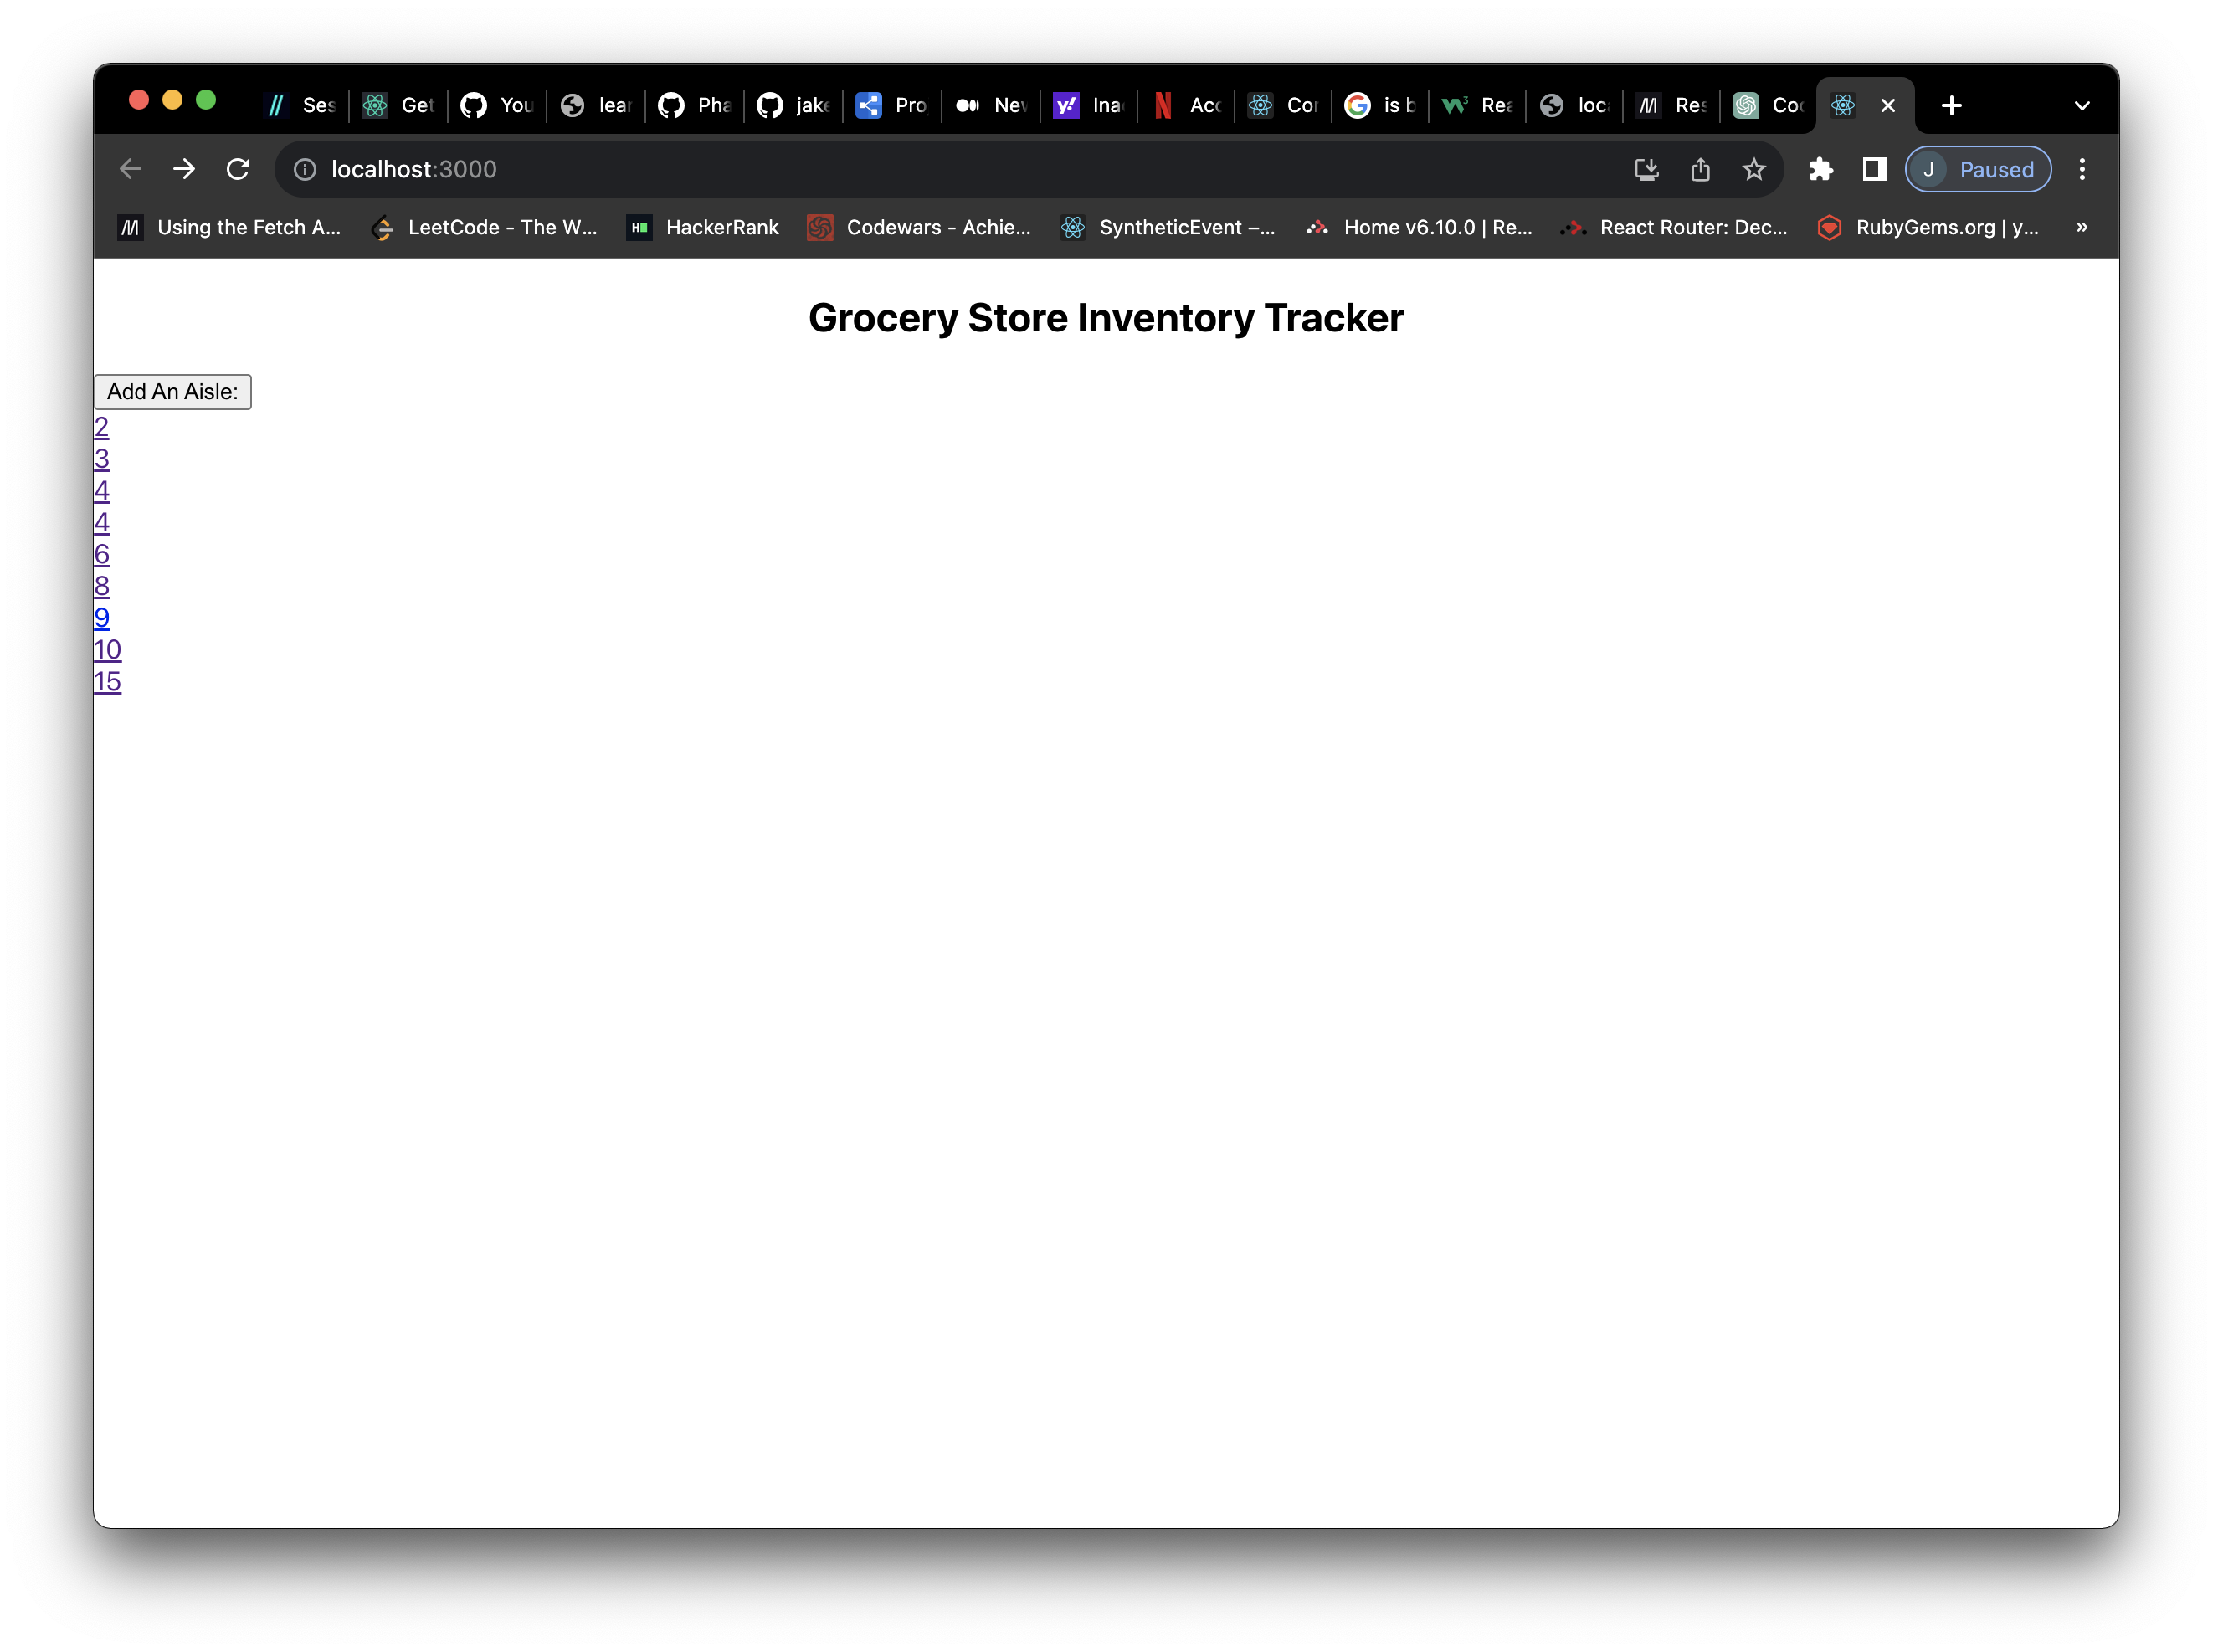 Ses Get You lear Pha jake Pro New Ina Acc Cor is b Rea loca Res Coc
localhost:3000
J Paused
Using the Fetch A... LeetCode - The W... HackerRank Codewars - Achie... SyntheticEvent –... Home v6.10.0 | Re... React Router: Dec... RubyGems.org | y... »
Grocery Store Inventory Tracker
Add An Aisle:
2
3
4
4
6
8
9
10
15